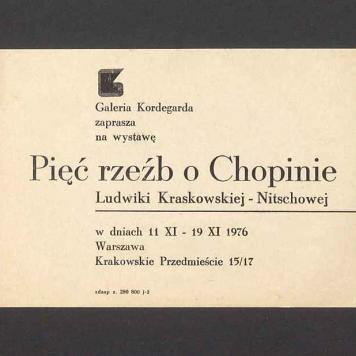 Galeria Kordegarda
zaprasza
na wystawę
Pięć rzeźb o Chopinie
Ludwiki Kraskowskiej - Nitschowej
w dniach 11 XI - 19 XI 1976
Warszawa
Krakowskie Przedmieście 15/17